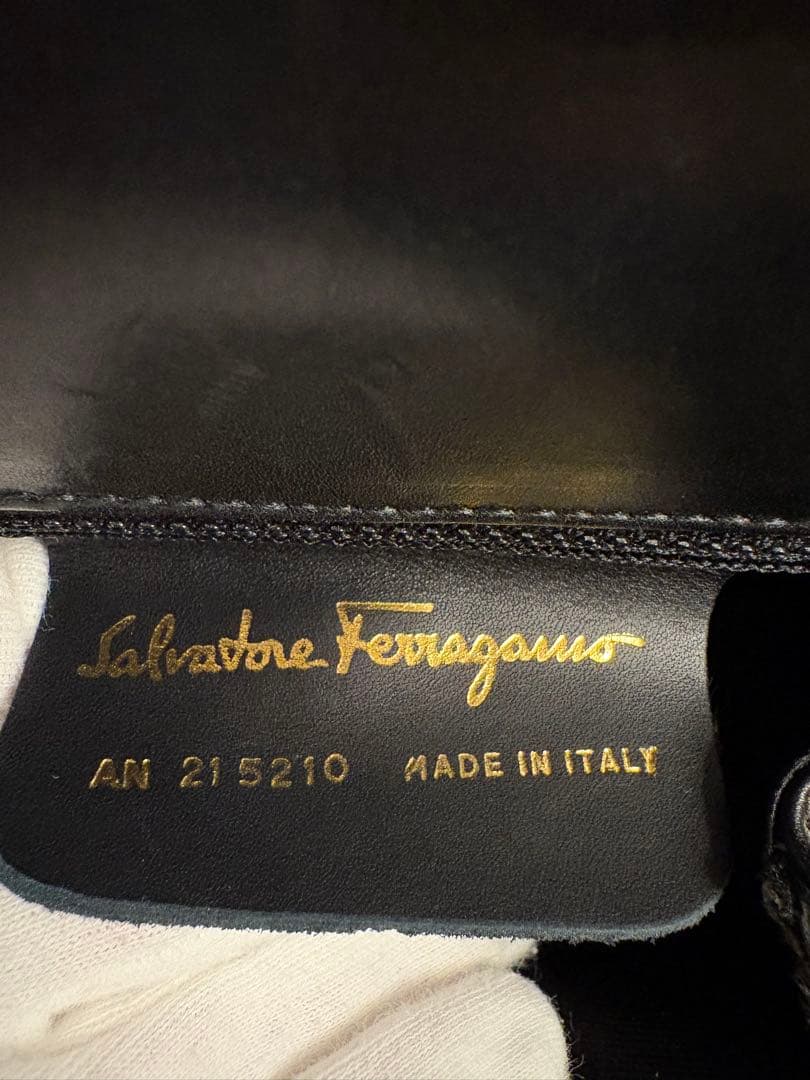 Salvatore Ferragamo
AN 21 5210 MADE IN ITALY